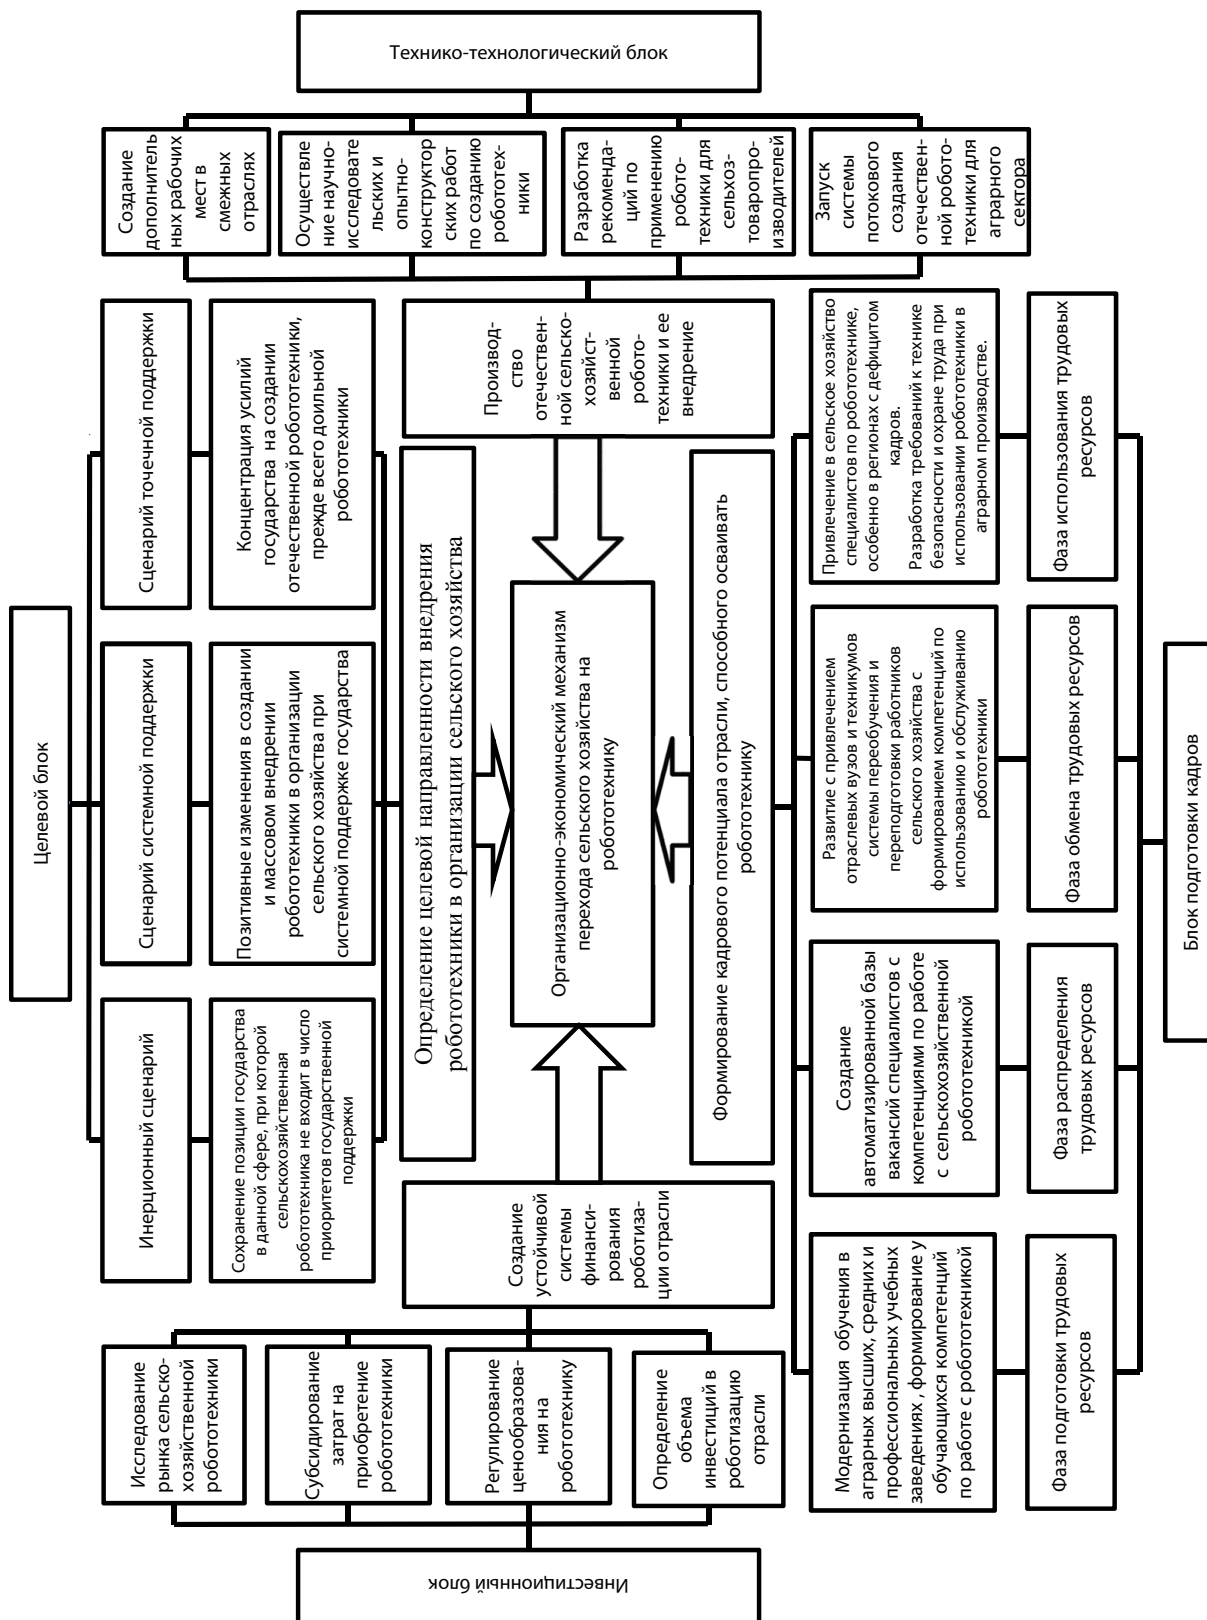 Целевой блок
Инерционный сценарий
Сценарий системной поддержки
Сценарий точечной поддержки
Сохранение позиции государства
в данной сфере, при которой
сельскохозяйственная
робототехника не входит в число
приоритетов государственной
поддержки
Позитивные изменения в создании
и массовом внедрении
робототехники в организации
сельского хозяйства при
системной поддержке государства
Концентрация усилий
государства на создании
отечественной робототехники,
прежде всего доильной
робототехники
Определение целевой направленности внедрения
робототехники в организации сельского хозяйства
Инвестиционный блок
Исследование
рынка сельско-
хозяйственной
робототехники
Субсидирование
затрат на
приобретение
робототехники
Регулирование
ценообразова-
ния на
робототехнику
Определение
объема
инвестиций в
роботизацию
отрасли
Создание
устойчивой
системы
финанси-
рования
роботиза-
ции отрасли
Организационно-экономический механизм
перехода сельского хозяйства на
робототехнику
Производ-
ство
отечествен-
ной сельско-
хозяйст-
венной
робото-
техники и ее
внедрение
Создание
дополнитель
ных рабочих
мест в
смежных
отраслях
Осуществле
ние научно-
исследовате
льских и
опытно-
конструктор
ских работ
по созданию
робототех-
ники
Разработка
рекоменда-
ций по
применению
робото-
техники для
сельхоз-
товаропро-
изводителей
Запуск
системы
потокового
создания
отечествен-
ной робото-
техники для
аграрного
сектора
Технико-технологический блок
Формирование кадрового потенциала отрасли, способного осваивать
робототехнику
Модернизация обучения в
аграрных высших, средних и
профессиональных учебных
заведениях , формирование у
обучающихся компетенций
по работе с робототехникой
Создание
автоматизированной базы
вакансий специалистов с
компетенциями по работе
с сельскохозяйственной
робототехникой
Развитие с привлечением
отраслевых вузов и техникумов
системы переобучения и
переподготовки работников
сельского хозяйства с
формированием компетенций по
использованию и обслуживанию
робототехники
Привлечение в сельское хозяйство
специалистов по робототехнике,
особенно в регионах с дефицитом
кадров.
Разработка требований к технике
безопасности и охране труда при
использовании робототехники в
аграрном производстве.
Фаза подготовки трудовых
ресурсов
Фаза распределения
трудовых ресурсов
Фаза обмена трудовых ресурсов
Фаза использования трудовых
ресурсов
Блок подготовки кадров